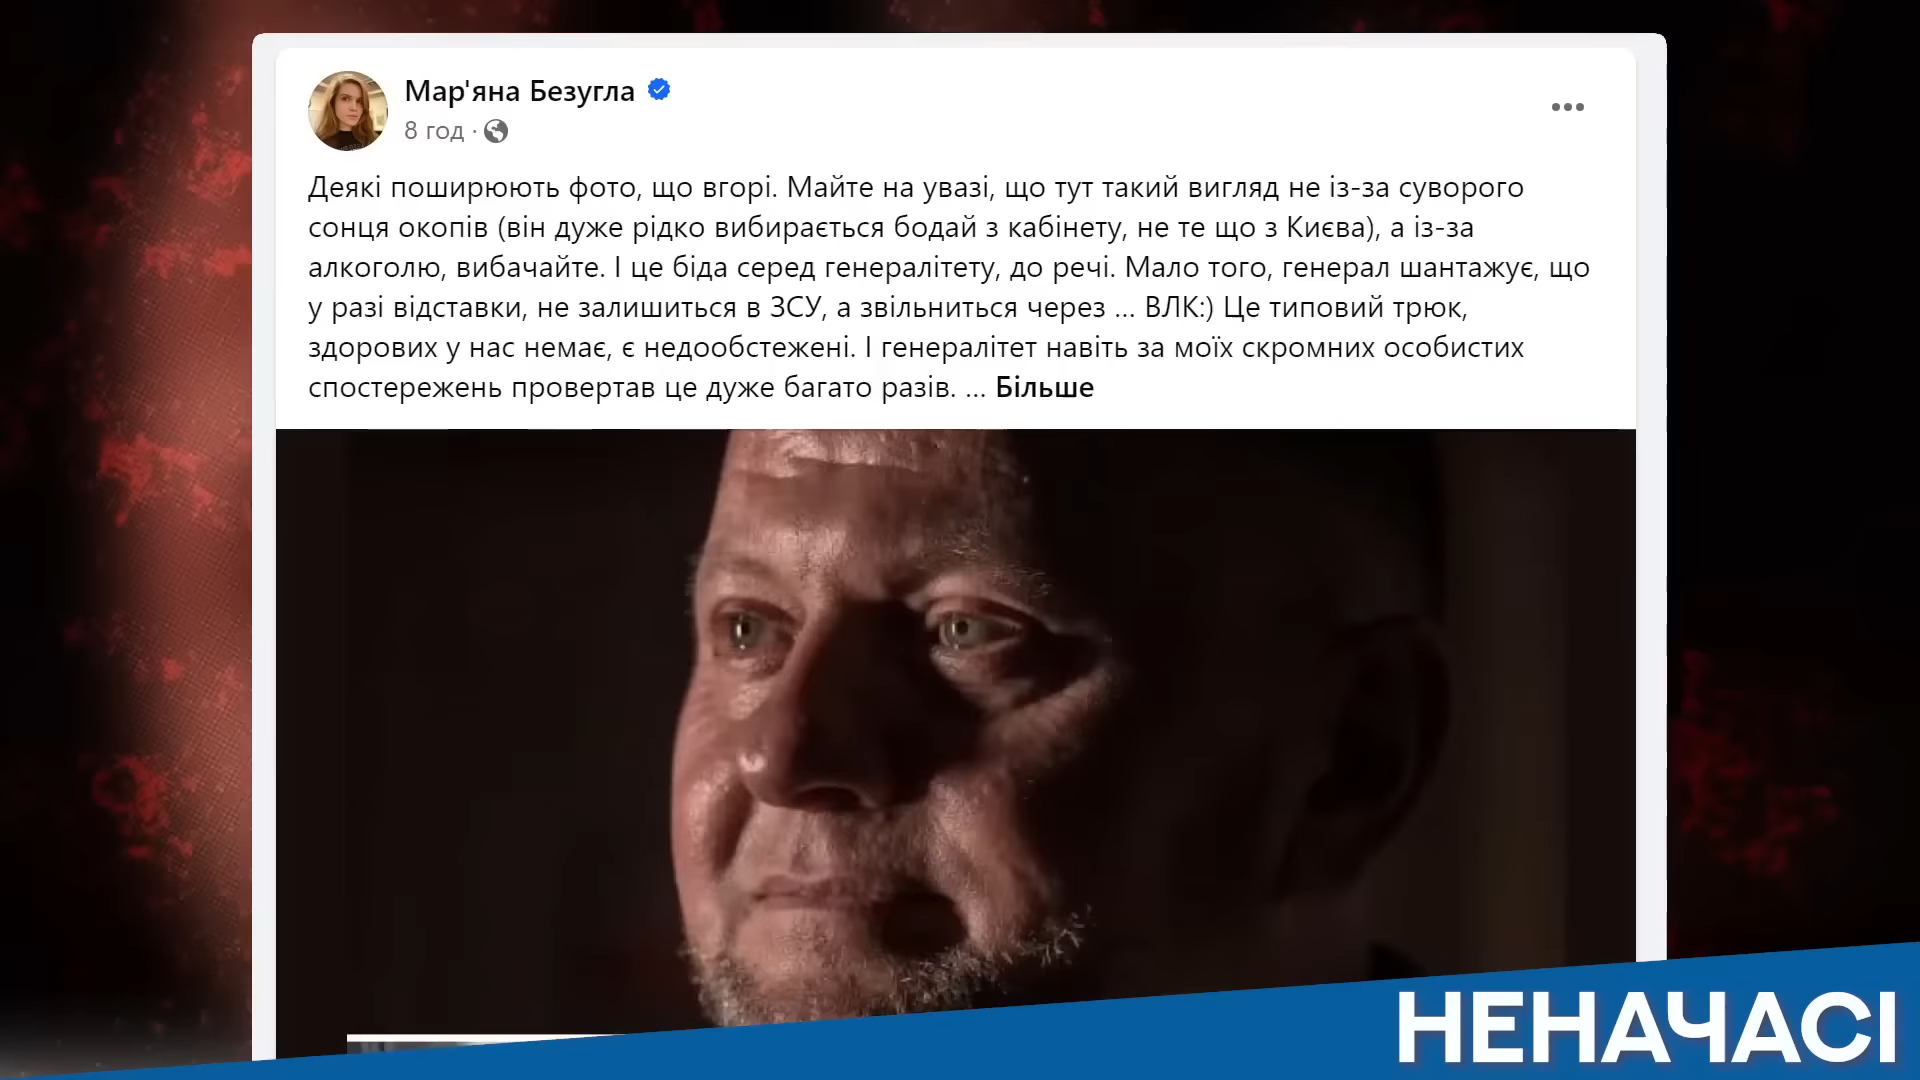 Мар'яна Безугла
8 год ·
Деякі поширюють фото, що вгорі. Майте на увазі, що тут такий вигляд не із-за суворого
сонця окопів (він дуже рідко вибирається бодай з кабінету, не те що з Києва), а із-за
алкоголю, вибачайте. І це біда серед генералітету, до речі. Мало того, генерал шантажує, що
у разі відставки, не залишиться в ЗСУ, а звільниться через ... ВЛК:) Це типовий трюк,
здорових у нас немає, є недообстежені. І генералітет навіть за моїх скромних особистих
спостережень провертав це дуже багато разів. ... Більше
НЕНАЧАСІ